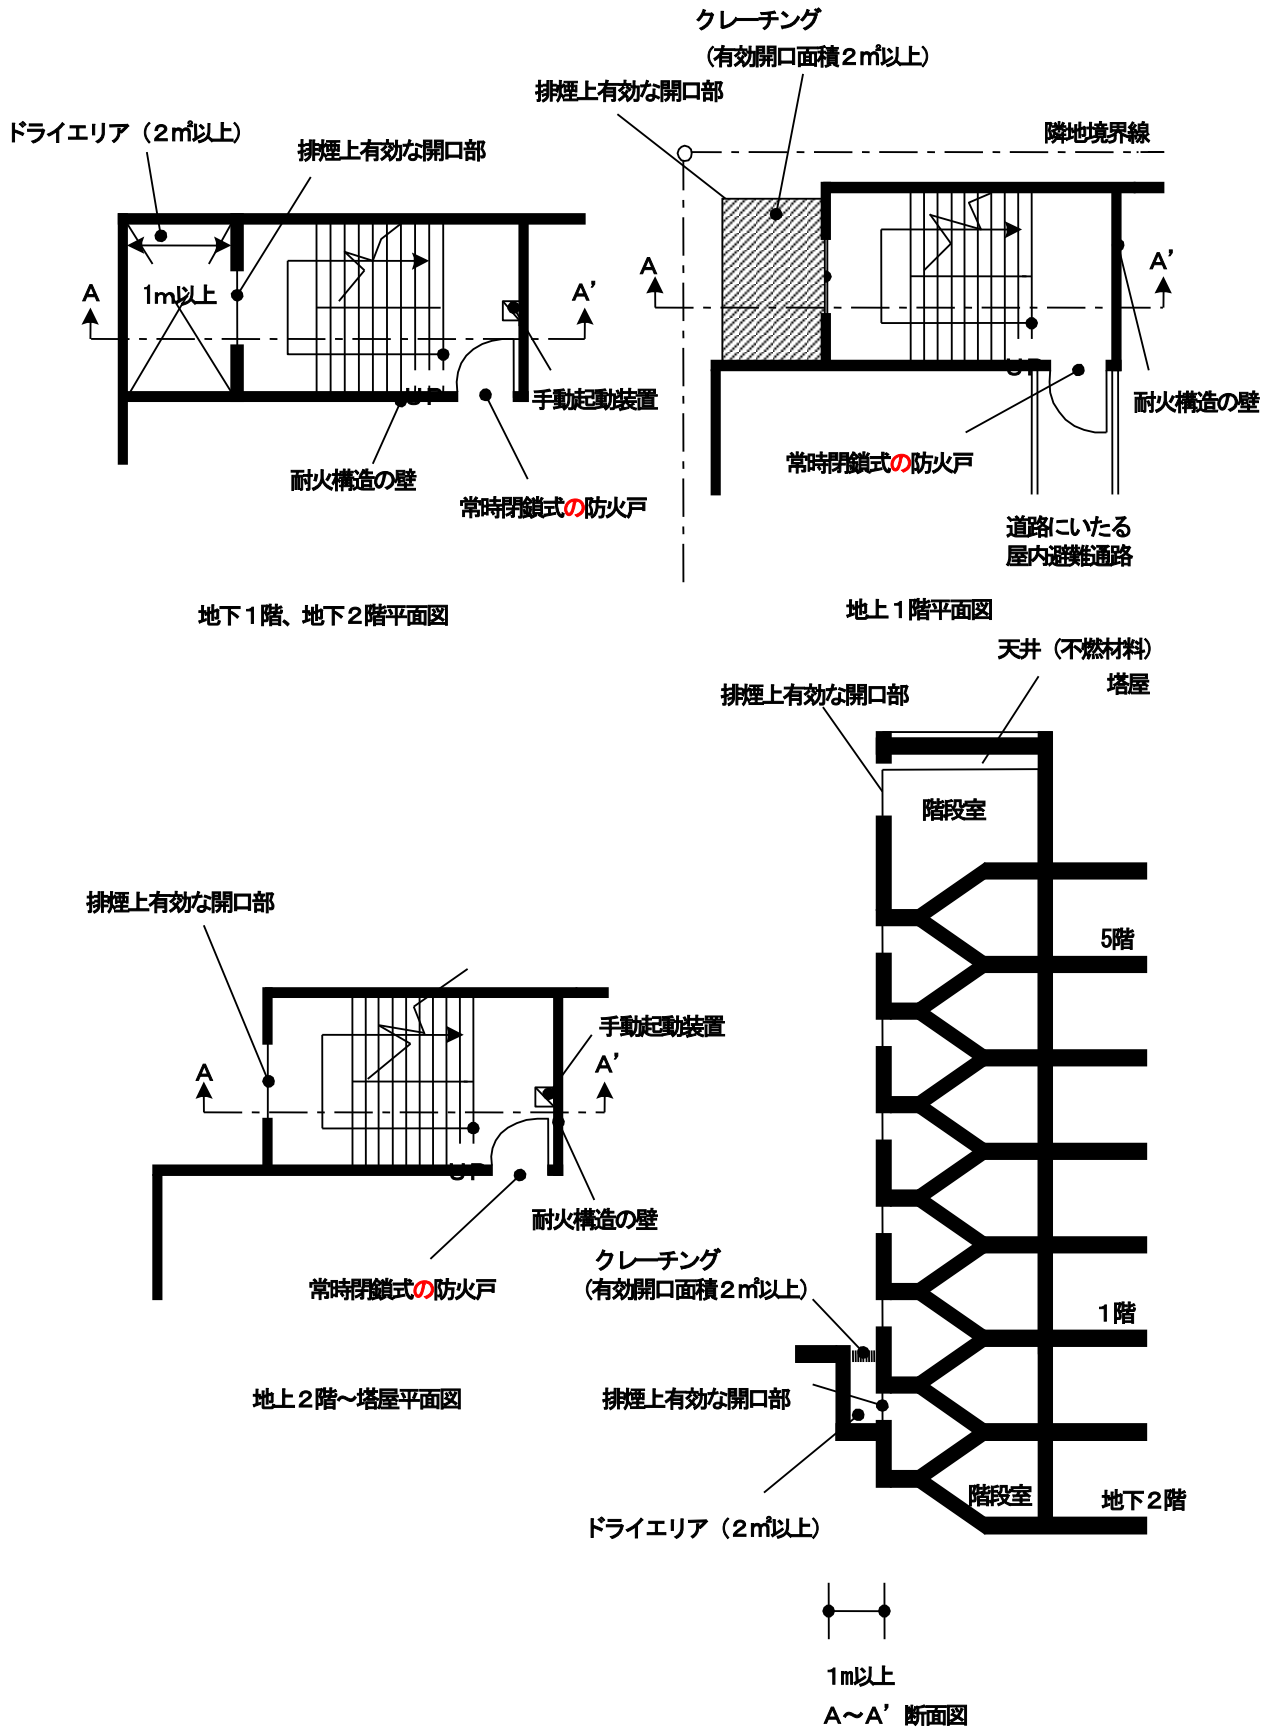 クレーチング
（有効開口面積２㎡以上）
排煙上有効な開口部
隣地境界線
ドライエリア（２㎡以上）
排煙上有効な開口部
A
1m以上
A’
A
A’
UP
手動起動装置
UP
耐火構造の壁
耐火構造の壁
常時閉鎖式の防火戸
常時閉鎖式の防火戸
道路にいたる
屋内避難通路
地下１階、地下２階平面図
地上１階平面図
天井（不燃材料）
塔屋
排煙上有効な開口部
階段室
排煙上有効な開口部
5階
手動起動装置
A
A’
UP
耐火構造の壁
クレーチング
（有効開口面積２㎡以上）
常時閉鎖式の防火戸
１階
地上２階～塔屋平面図
排煙上有効な開口部
階段室
地下２階
ドライエリア（２㎡以上）
1m以上
A～A’ 断面図